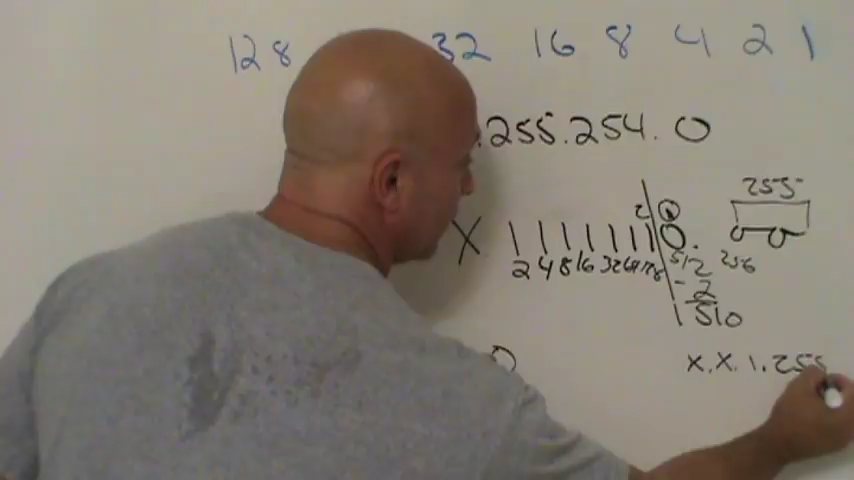 128 32 16 8 4 2 1
.255.254.0
255
X 1 1 1 1 1 1 1 0.
2 4 8 16 32 64 128 512 256
- 2
510
X.X.1.255